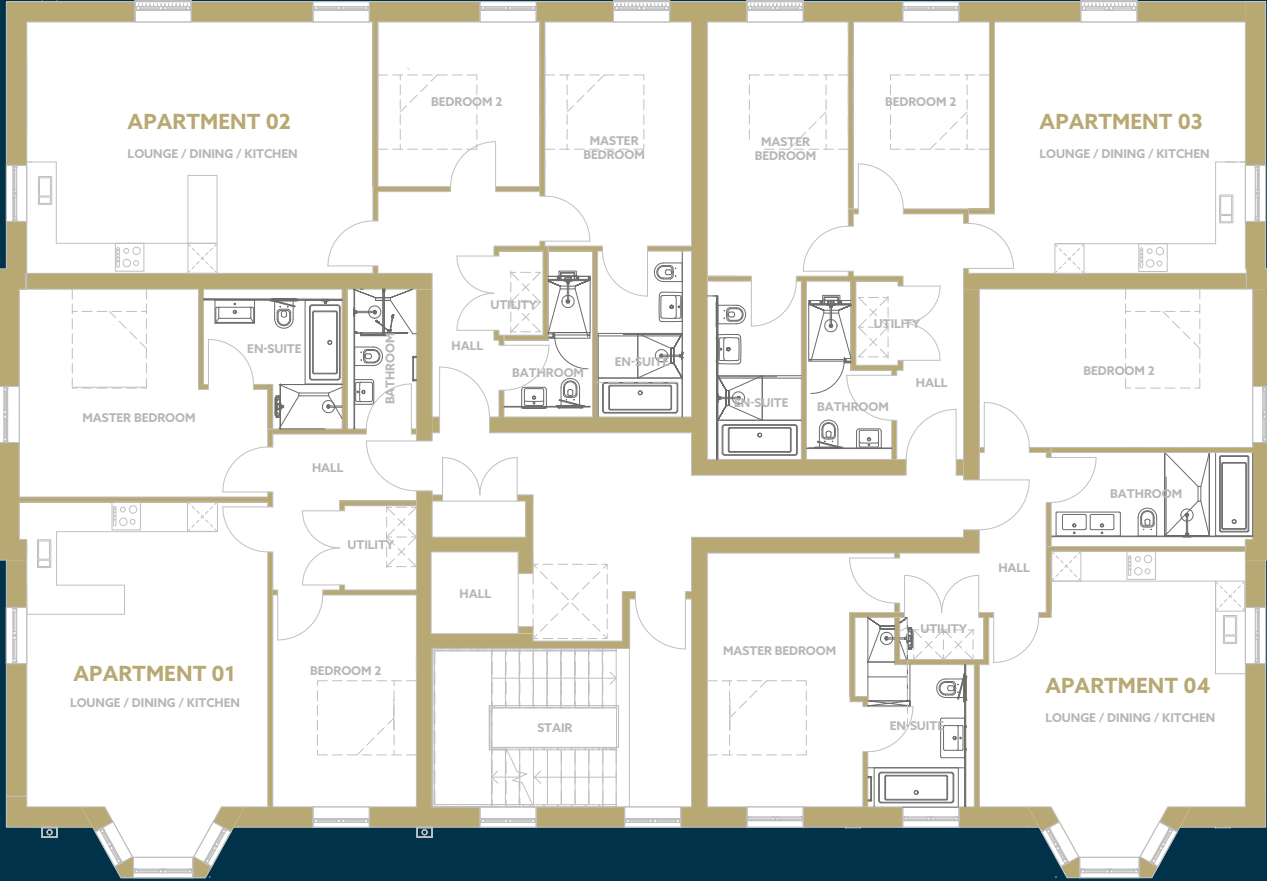 APARTMENT 02
LOUNGE / DINING / KITCHEN
BEDROOM 2
MASTER
BEDROOM
UTILITY
HALL
BATHROOM
EN-SUITE
MASTER
BEDROOM
BEDROOM 2
APARTMENT 03
LOUNGE / DINING / KITCHEN
UTILITY
HALL
EN-SUITE
BATHROOM
EN-SUITE
BATHROOM
MASTER BEDROOM
HALL
UTILITY
APARTMENT 01
LOUNGE / DINING / KITCHEN
BEDROOM 2
HALL
STAIR
BEDROOM 2
BATHROOM
HALL
UTILITY
MASTER BEDROOM
EN-SUITE
APARTMENT 04
LOUNGE / DINING / KITCHEN